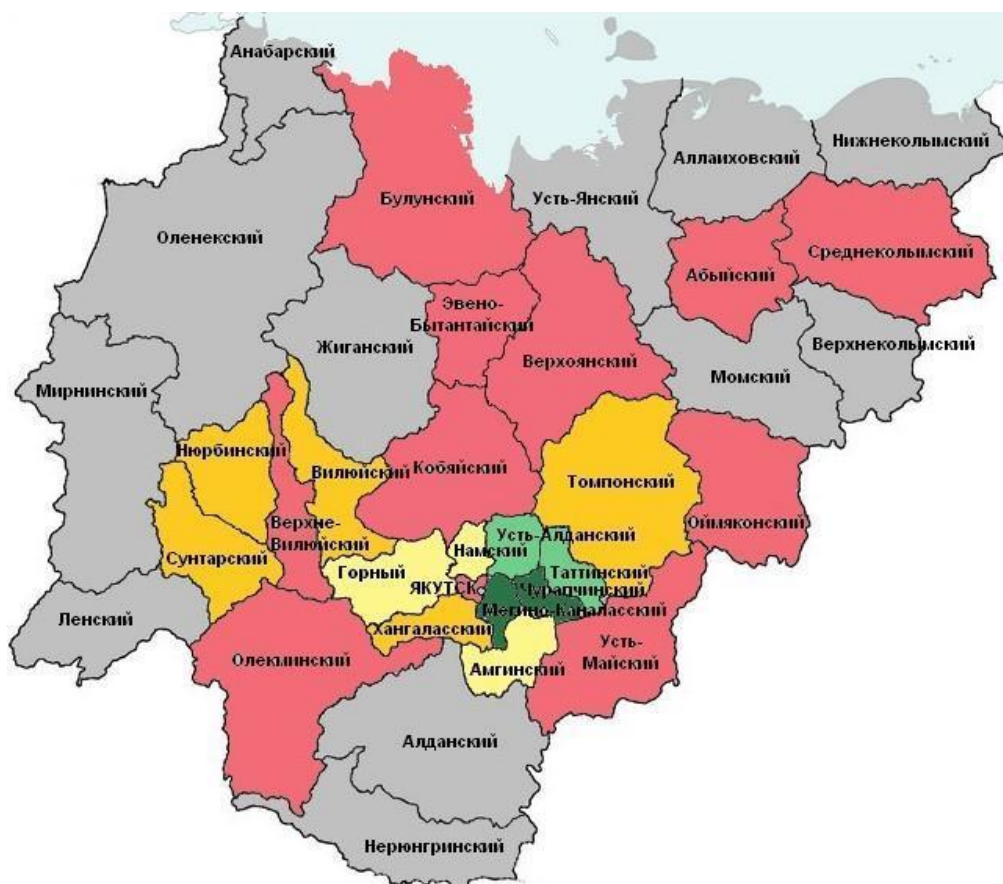 Анабарский
Нижнеколымский
Аллаиховский
Булунский
Усть-Янский
Оленекский
Среднеколымский
Абыйский
Эвено-
Бытантайский
Жиганский
Верхоянский
Верхнеколымский
Момский
Мирнинский
Нюрбинский
Вилюйский
Кобяйский
Томпонский
Оймяконский
Верхне-
Вилюйский
Усть-Алданский
Намский
Сунтарский
Горный
Таттинский
ЯКУТСК
Чурапчинский
Мегино-Каналасский
Ленский
Хангаласский
Усть-
Майский
Олекминский
Амгинский
Алданский
Нерюнгринский